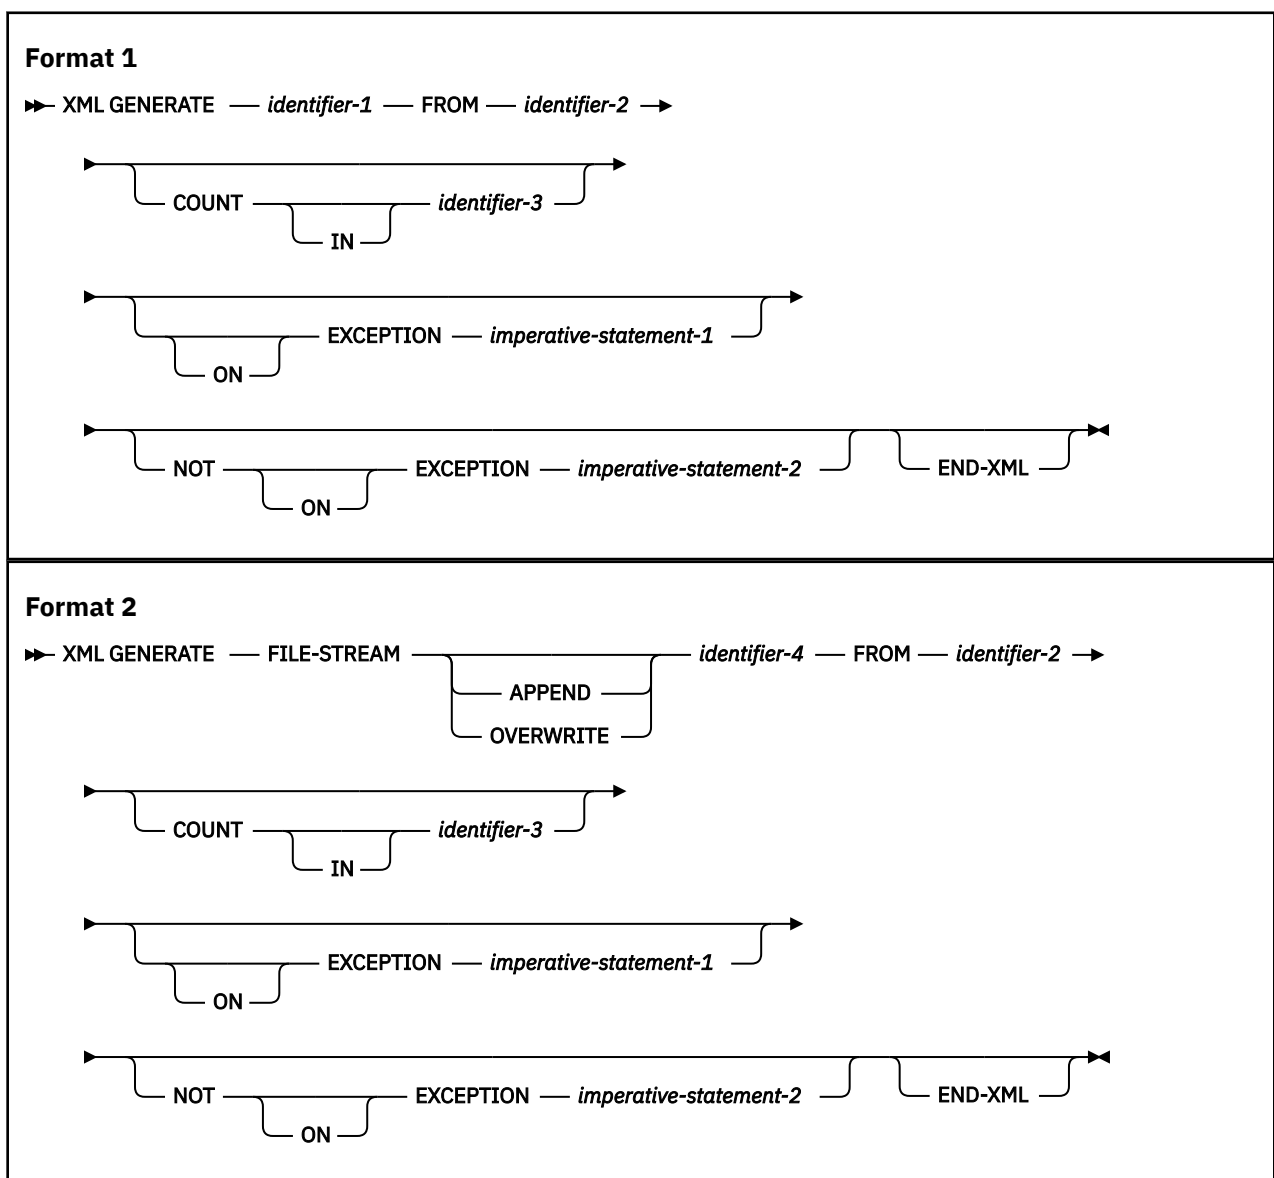 Format 1
XML GENERATE identifier-1 FROM identifier-2
COUNT identifier-3
IN
EXCEPTION imperative-statement-1
ON
NOT EXCEPTION imperative-statement-2 END-XML
ON
Format 2
XML GENERATE FILE-STREAM identifier-4 FROM identifier-2
APPEND
OVERWRITE
COUNT identifier-3
IN
EXCEPTION imperative-statement-1
ON
NOT EXCEPTION imperative-statement-2 END-XML
ON